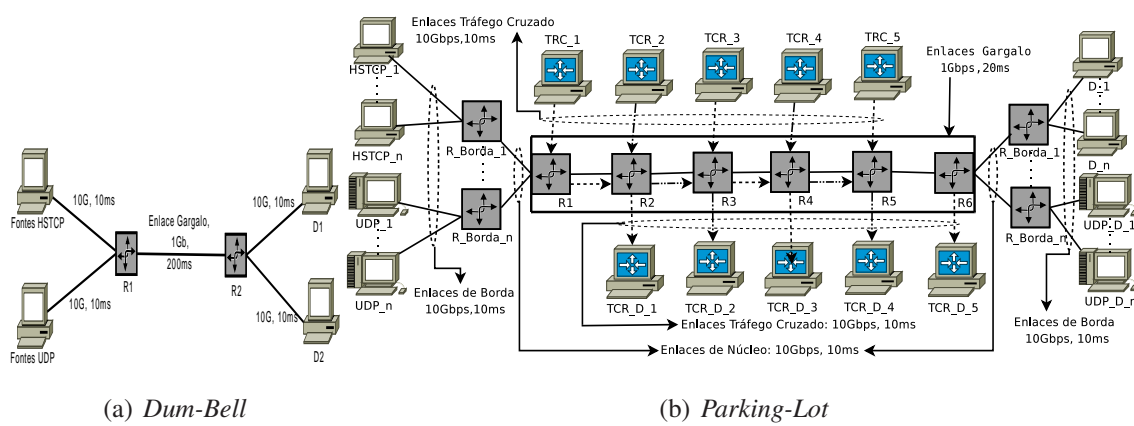 10G, 10ms
Fontes HSTCP
10G, 10ms
Fontes UDP
Enlace Gargalo,
1Gb,
200ms
R1
R2
10G, 10ms
D1
10G, 10ms
D2
(a) Dum-Bell
Enlaces Tráfego Cruzado
10Gbps,10ms
HSTCP_1
HSTCP_n
UDP_1
UDP_n
R_Borda_1
R_Borda_n
Enlaces de Borda
10Gbps,10ms
TRC_1
TCR_2
TCR_3
TCR_4
TCR_5
Enlaces Gargalo
1Gbps,20ms
R1
R2
R3
R4
R5
R6
TCR_D_1
TCR_D_2
TCR_D_3
TCR_D_4
TCR_D_5
Enlaces Tráfego Cruzado: 10Gbps, 10ms
Enlaces de Núcleo: 10Gbps, 10ms
R_Borda_1
R_Borda_n
D_1
D_n
UDP_D_1
UDP_D_n
Enlaces de Borda
10Gbps, 10ms
(b) Parking-Lot